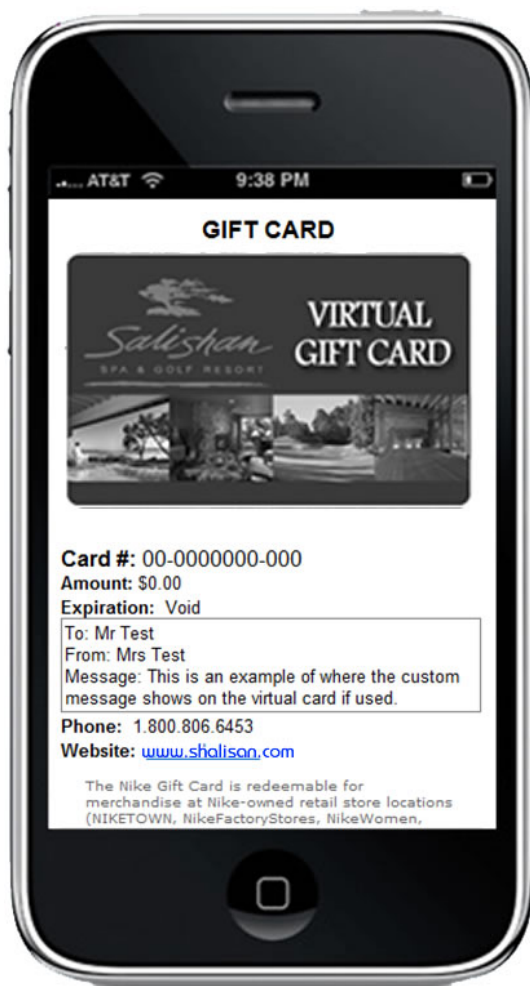 AT&T 9:38 PM
GIFT CARD
Salishan
SPA & GOLF RESORT
VIRTUAL
GIFT CARD
Card #: 00-0000000-000
Amount: $0.00
Expiration: Void
To: Mr Test
From: Mrs Test
Message: This is an example of where the custom
message shows on the virtual card if used.
Phone: 1.800.806.6453
Website: www.shalisan.com
The Nike Gift Card is redeemable for
merchandise at Nike-owned retail store locations
(NIKETOWN, NikeFactoryStores, NikeWomen,